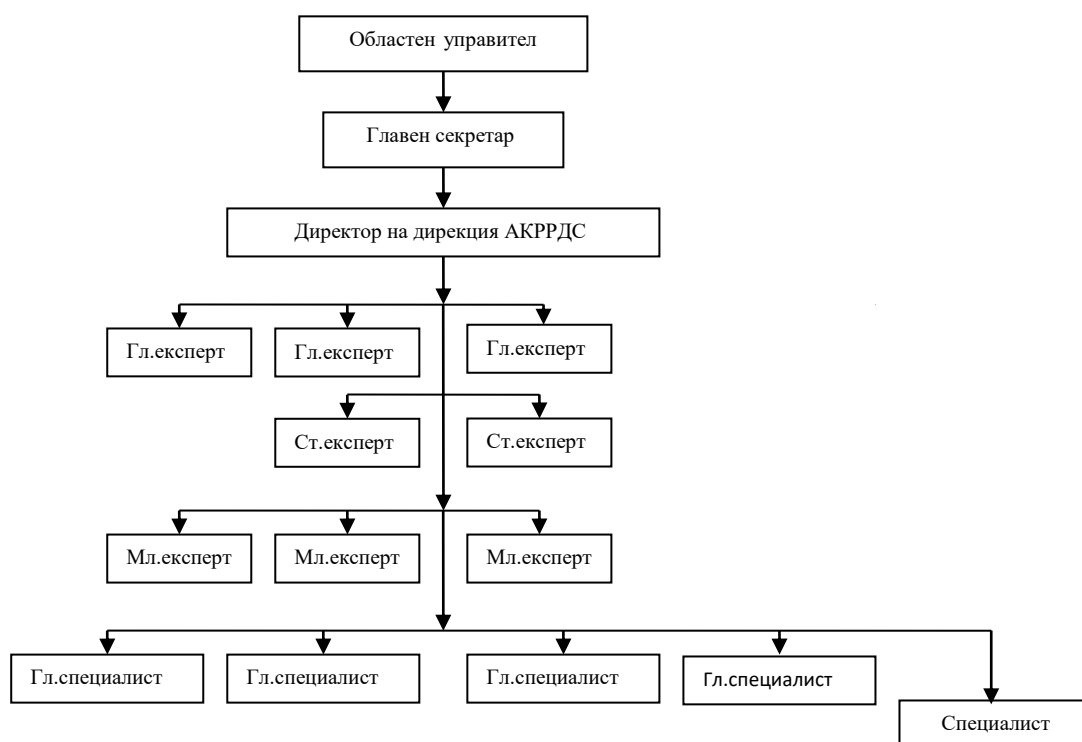 Областен управител
Главен секретар
Директор на дирекция АКРРДС
Гл.експерт
Гл.експерт
Гл.експерт
Ст.експерт
Ст.експерт
Мл.експерт
Мл.експерт
Мл.експерт
Гл.специалист
Гл.специалист
Гл.специалист
Гл.специалист
Специалист